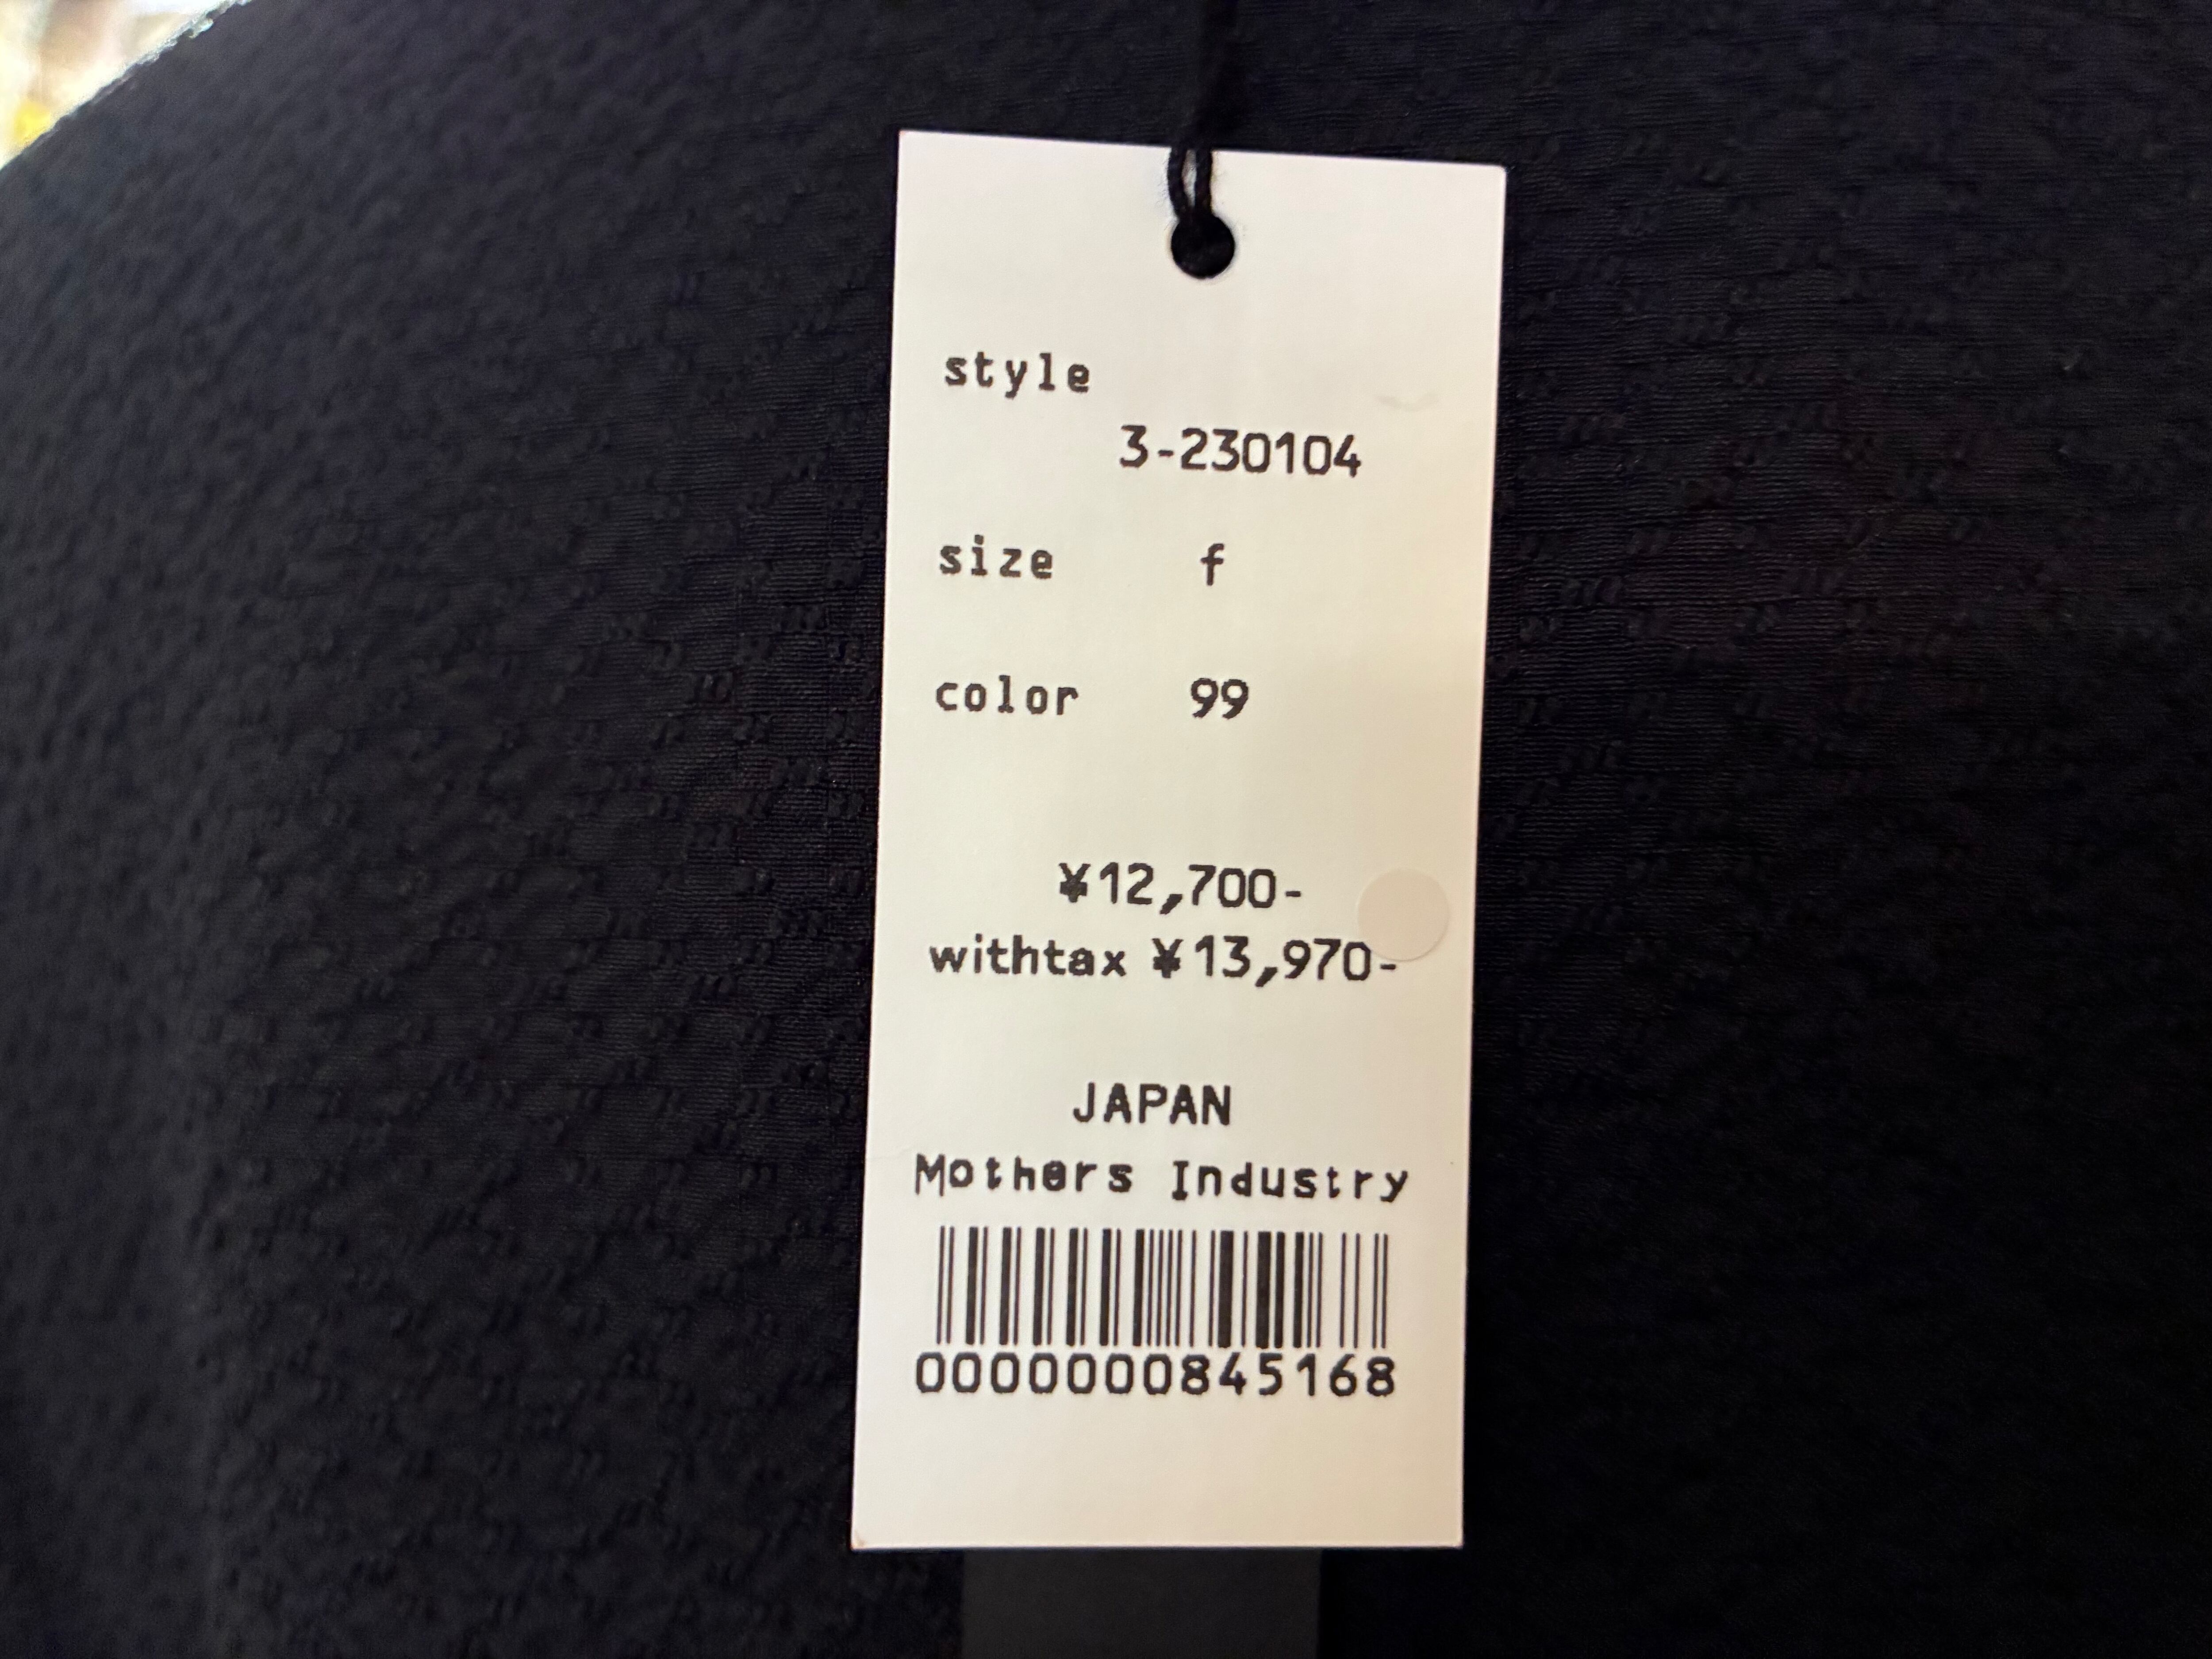 style
3-230104
size f
color 99
¥12,700-
withtax ¥13,970-
JAPAN
Mothers Industry
0000000845168